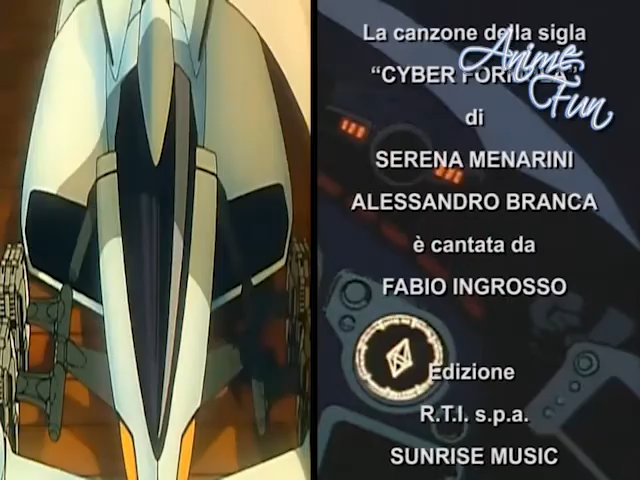 La canzone della sigla
"CYBER FORMULA"
di
SERENA MENARINI
ALESSANDRO BRANCA
è cantata da
FABIO INGROSSO
Edizione
R.T.I. s.p.a.
SUNRISE MUSIC
Anime
Fun